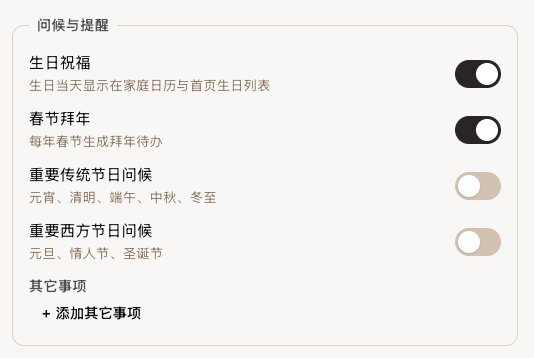 问候与提醒
生日祝福
生日当天显示在家庭日历与首页生日列表
春节拜年
每年春节生成拜年待办
重要传统节日问候
元宵、清明、端午、中秋、冬至
重要西方节日问候
元旦、情人节、圣诞节
其它事项
+ 添加其它事项